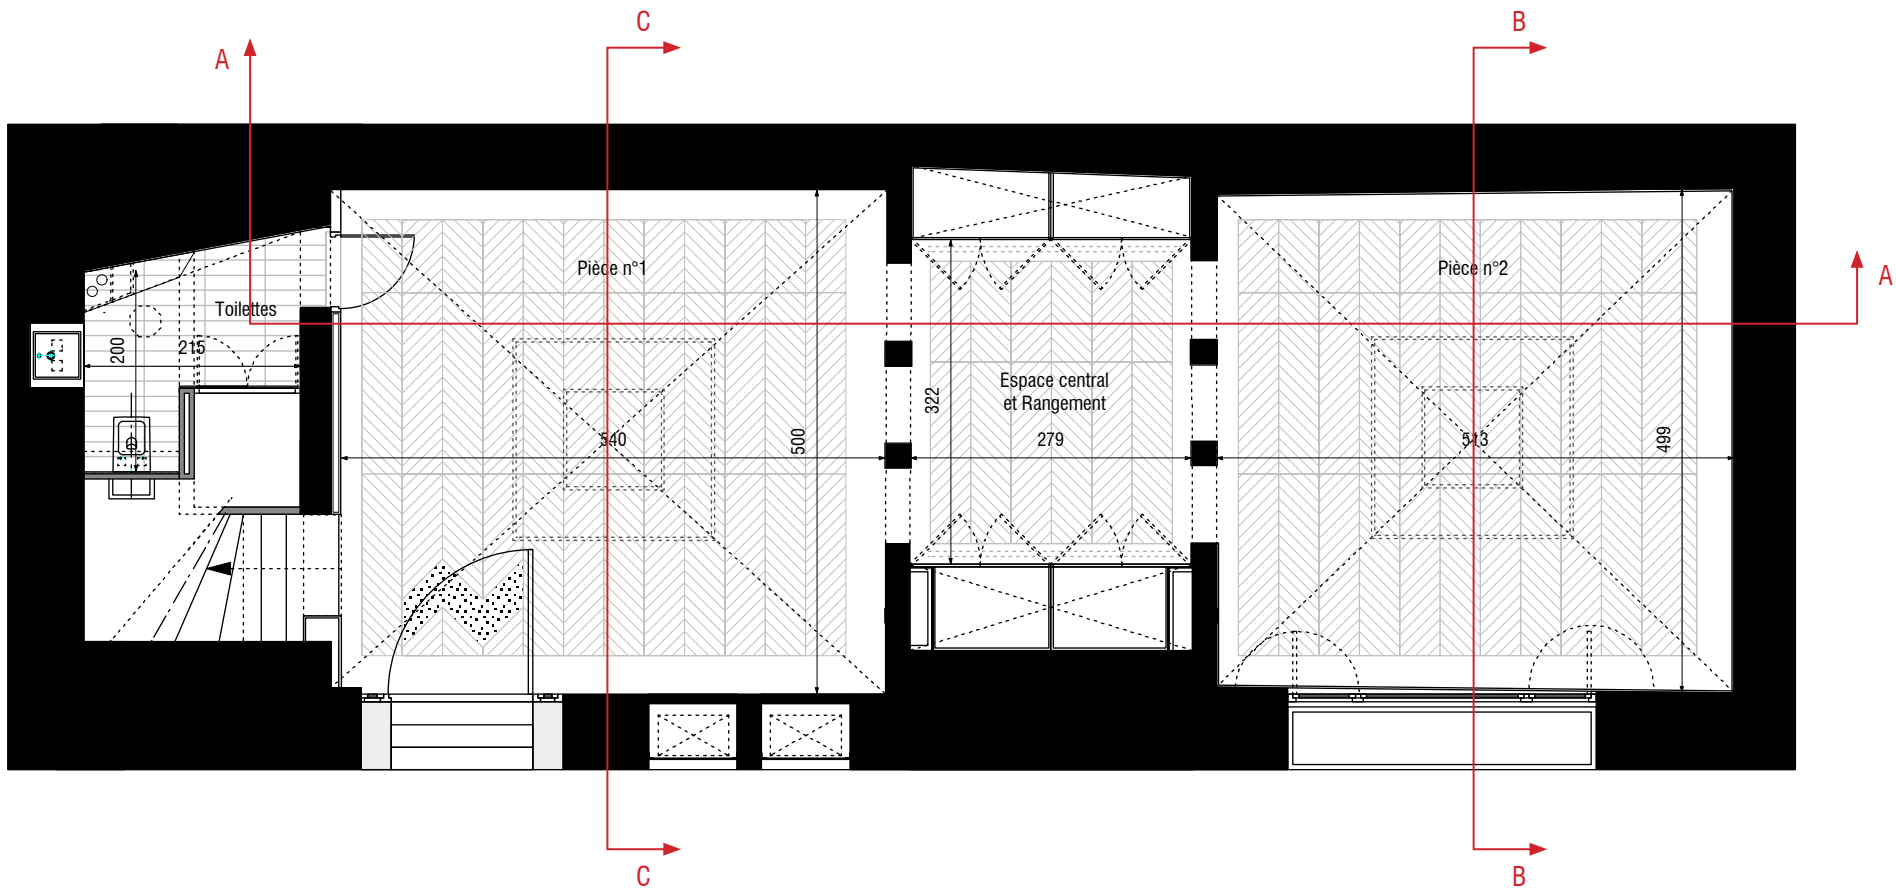 C
B
A
Pièce n°1
Pièce n°2
A
Toilettes
200
215
Espace central
et Rangement
322
279
540
500
513
499
C
B